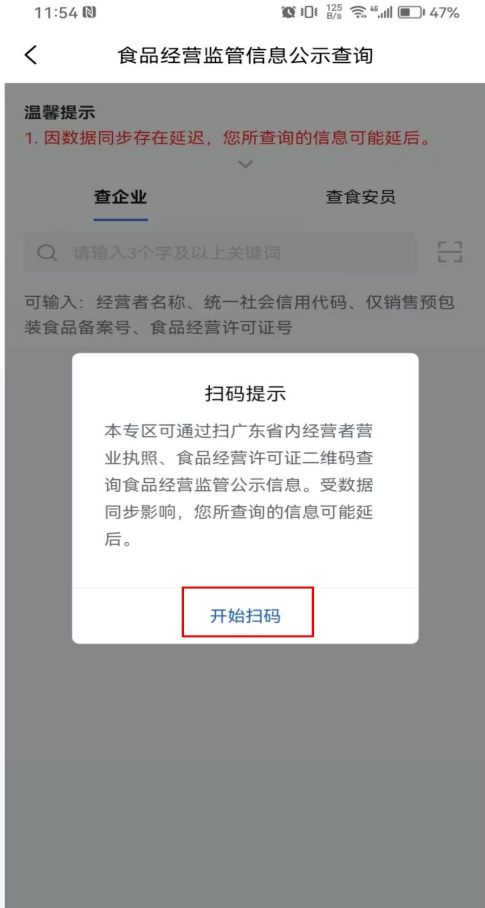 11:54
125 B/s 47%
食品经营监管信息公示查询
温馨提示
1. 因数据同步存在延迟，您所查询的信息可能延后。
查企业 查食安员
请输入3个字及以上关键词
可输入：经营者名称、统一社会信用代码、仅销售预包
装食品备案号、食品经营许可证号
扫码提示
本专区可通过扫广东省内经营者营
业执照、食品经营许可证二维码查
询食品经营监管公示信息。受数据
同步影响，您所查询的信息可能延
后。
开始扫码